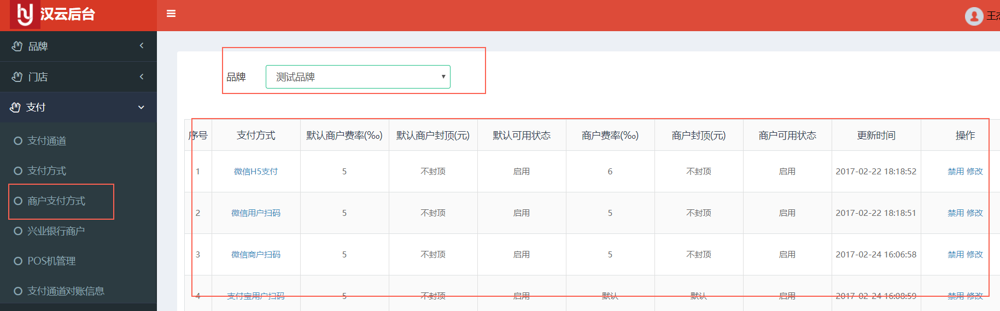 汉云后台
王杰
品牌
门店
支付
支付通道
支付方式
商户支付方式
兴业银行商户
POS机管理
支付通道对账信息
品牌 测试品牌
序号 支付方式 默认商户费率(‰) 默认商户封顶(元) 默认可用状态 商户费率(‰) 商户封顶(元) 商户可用状态 更新时间 操作
1 微信H5支付 5 不封顶 启用 6 不封顶 启用 2017-02-22 18:18:52 禁用 修改
2 微信用户扫码 5 不封顶 启用 5 不封顶 启用 2017-02-22 18:18:51 禁用 修改
3 微信商户扫码 5 不封顶 启用 5 不封顶 启用 2017-02-24 16:06:58 禁用 修改
4 支付宝用户扫码 5 不封顶 启用 默认 默认 启用 2017-02-24 16:08:59 禁用 修改